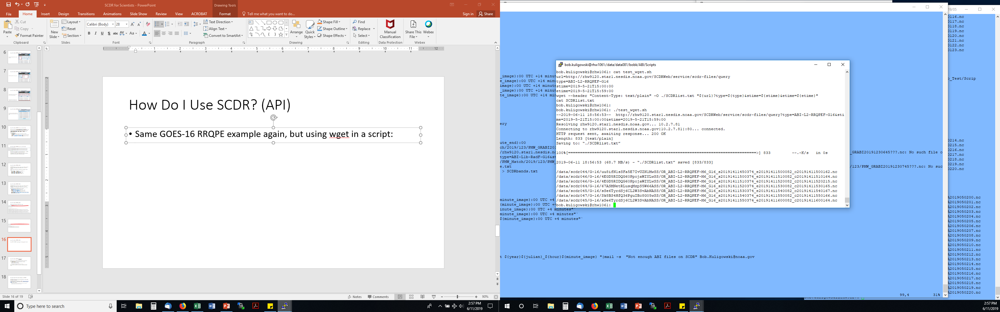 SCDR for Scientists - PowerPoint
Drawing Tools
File Home Insert Design Transitions Animations Slide Show Review View ACROBAT Format Tell me what you want to do... Sign in Share
Paste
Cut
Copy
Format Painter
Clipboard
New Slide
Layout
Reset
Section
Slides
Calibri (Body) 28
B I U S abc AV Aa A
Font
Text Direction
Align Text
Convert to SmartArt
Paragraph
Arrange
Quick Styles
Shape Fill
Shape Outline
Shape Effects
Drawing
Find
Replace
Select
Editing
Manual Classification
Data Protection
Share This File
Webex
Webex
1 2 3 4 5 6 7 8 9 10 11 12
6
7
8
9
10
11
12
13
14
15
16
17
18
How Do I Use SCDR? (API)
• Same GOES-16 RRQPE example again, but using wget in a script:
Slide 16 of 19
Notes Comments 90%
Type here to search
2:57 PM
6/11/2019
bob.kuligowski@rhw1061:/data/data081/bobk/ABI/Scripts
bob.kuligowski@rhw1061: cat test_wget.sh
url=http://rhw9120.star1.nesdis.noaa.gov/SCDRWeb/service/scdr-files/query
type=ABI-L2-RRQPEF-G16
stime=2019-5-21T15:00:00
etime=2019-5-21T15:59:00
wget --header "Content-Type: text/plain" -O ./SCDRlist.txt "${url}?type=${type}&stime=${stime}&etime=${etime}"
cat SCDRlist.txt
bob.kuligowski@rhw1061:
bob.kuligowski@rhw1061: ./test_wget.sh
--2019-06-11 18:56:53-- http://rhw9120.star1.nesdis.noaa.gov/SCDRWeb/service/scdr-files/query?type=ABI-L2-RRQPEF-G16&sti
me=2019-5-21T15:00:00&etime=2019-5-21T15:59:00
Resolving rhw9120.star1.nesdis.noaa.gov... 10.2.7.81
Connecting to rhw9120.star1.nesdis.noaa.gov|10.2.7.81|:80... connected.
HTTP request sent, awaiting response... 200 OK
Length: 833 [text/plain]
Saving to: “./SCDRlist.txt”
100%[======================================================================================>] 833 --.-K/s in 0s
2019-06-11 18:56:53 (68.7 MB/s) - “./SCDRlist.txt” saved [833/833]
/data/scdr044/G-16/uu8ifN1sSFa5E7IvUZN1MwSS/OR_ABI-L2-RRQPEF-M6_G16_s20191411450374_e20191411500082_c20191411500162.nc
/data/scdr046/G-16/4EGD5RIDQG60PpojaWZYLwSS/OR_ABI-L2-RRQPEF-M6_G16_s20191411500374_e20191411510082_c20191411510164.nc
/data/scdr046/G-16/4EGD5RIDQG60PpojaWZYLwSS/OR_ABI-L2-RRQPEF-M6_G16_s20191411510374_e20191411520082_c20191411520215.nc
/data/scdr044/G-16/67ASMNetRLusqMzpS5W66ASS/OR_ABI-L2-RRQPEF-M6_G16_s20191411520374_e20191411530082_c20191411530165.nc
/data/scdr045/G-16/sSe6TyrdSj6CL2W3SvAbNASS/OR_ABI-L2-RRQPEF-M6_G16_s20191411530374_e20191411540082_c20191411540167.nc
/data/scdr047/G-16/Sk8BS4HfQ36PguIBc8G05wSS/OR_ABI-L2-RRQPEF-M6_G16_s20191411540374_e20191411550082_c20191411550166.nc
/data/scdr045/G-16/sSe6TyrdSj6CL2W3SvAbNASS/OR_ABI-L2-RRQPEF-M6_G16_s20191411550374_e20191411600082_c20191411600164.nc
bob.kuligowski@rhw1061:
_image}:00 UTC +14 minut
e_image}:00 UTC +14 minu
image}:00 UTC +14 minut
_image}:00 UTC +14 minu
te_image}:00 UTC +14 mi
ery
ute_end}:00
ch/2019/123/PMW_GRABI20
/rhw9120.star1.nesdis.n
type=ABI-L1b-RadF-G16&s
/PMW_Match/2019/123/PMW_
e.txt
> SCDRbands.txt
_GRABI20191230645???.nc: No such file o
/123/PMW_GRABI20191230745???.nc: No suc
minute_image}:00 UTC +4
{minute_image}:00 UTC +
inute_image}:00 UTC +4 minutes"`
minute_image}:00 UTC +4 minutes"`
${minute_image}:00 UTC +4 minutes"`
t ${year}${julian}_${hour}${minute_image} "|mail -s "Not enough ABI files on SCDR" Bob.Kuligowski@noaa.gov
99,4 31%
19/05
0116.nc
0117.nc
0118.nc
0119.nc
0120.nc
0121.nc
0122.nc
0123.nc
p_Test/Scrip
0214.nc
0215.nc
0216.nc
0217.nc
0218.nc
0219.nc
0220.nc
A2019050200.nc
A2019050201.nc
A2019050202.nc
A2019050203.nc
A2019050204.nc
A2019050205.nc
A2019050206.nc
A2019050207.nc
A2019050208.nc
A2019050209.nc
A2019050210.nc
A2019050211.nc
A2019050212.nc
A2019050213.nc
A2019050214.nc
A2019050215.nc
A2019050216.nc
A2019050217.nc
A2019050218.nc
A2019050219.nc
A2019050220.nc
2:57 PM
6/11/2019